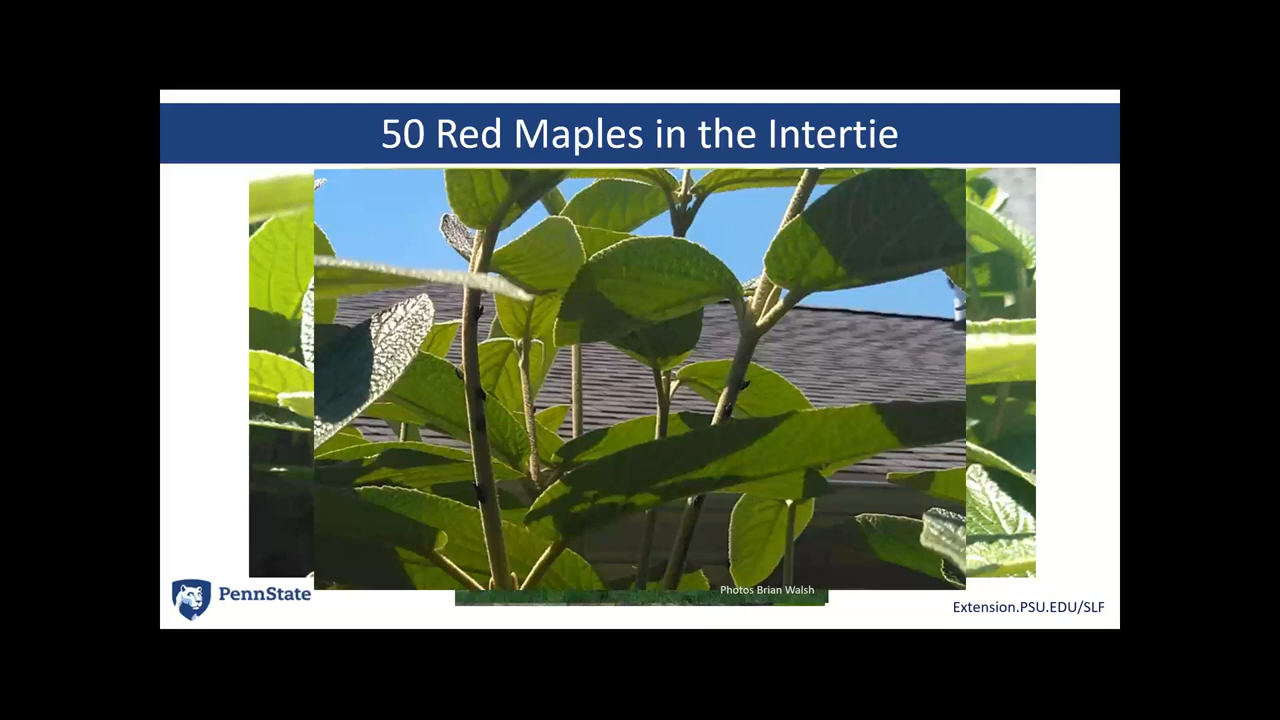 50 Red Maples in the Intertie
Photos Brian Walsh
PennState
Extension.PSU.EDU/SLF